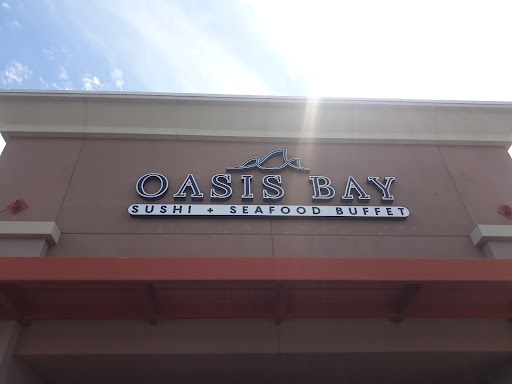 OASIS BAY
SUSHI + SEAFOOD BUFFET